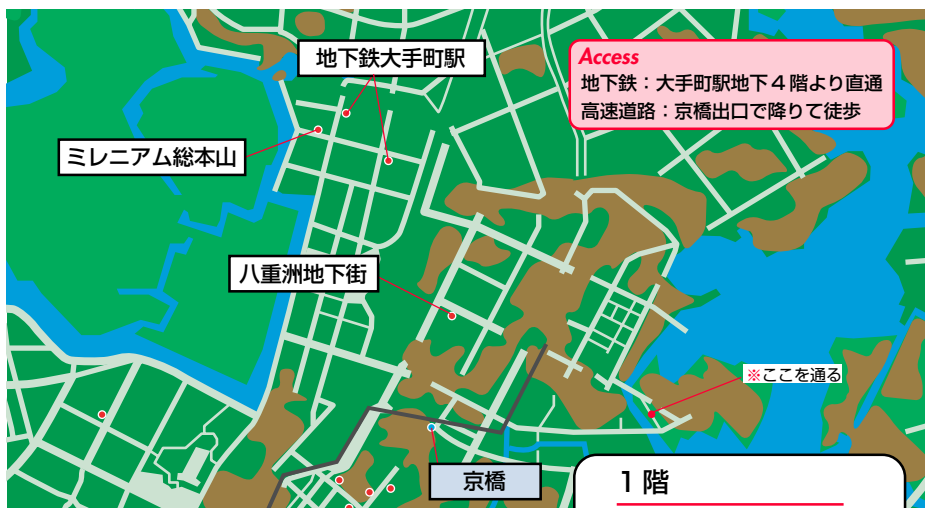 地下鉄大手町駅
Access
地下鉄：大手町駅地下４階より直通
高速道路：京橋出口で降りて徒歩
ミレニアム総本山
八重洲地下街
※ここを通る
京橋
１階